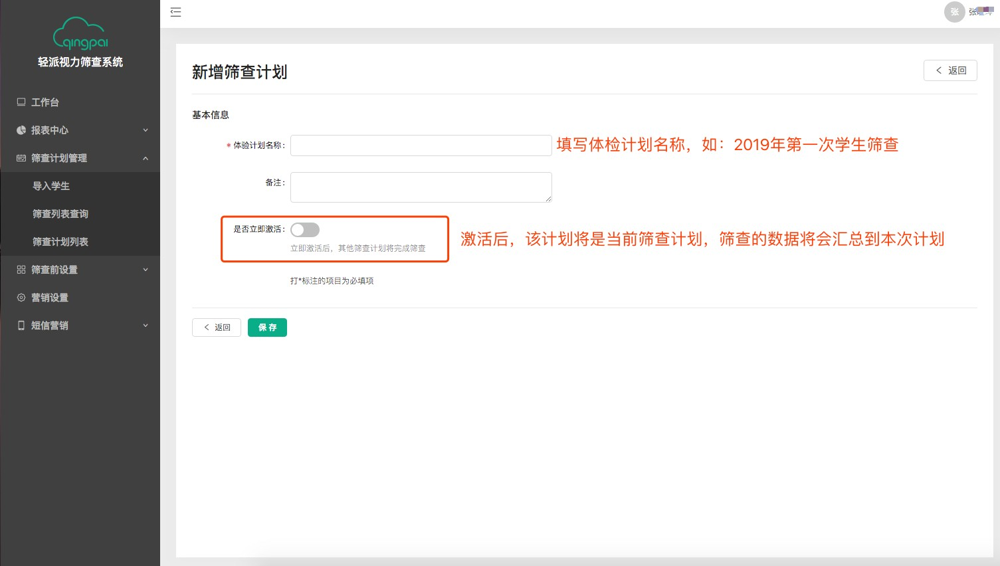 qingpai
轻派视力筛查系统
工作台
报表中心
筛查计划管理
导入学生
筛查列表查询
筛查计划列表
筛查前设置
营销设置
短信营销
张 张
新增筛查计划
返回
基本信息
* 体验计划名称：
填写体检计划名称，如：2019年第一次学生筛查
备注：
是否立即激活：
立即激活后，其他筛查计划将完成筛查
激活后，该计划将是当前筛查计划，筛查的数据将会汇总到本次计划
打*标注的项目为必填项
返回 保 存